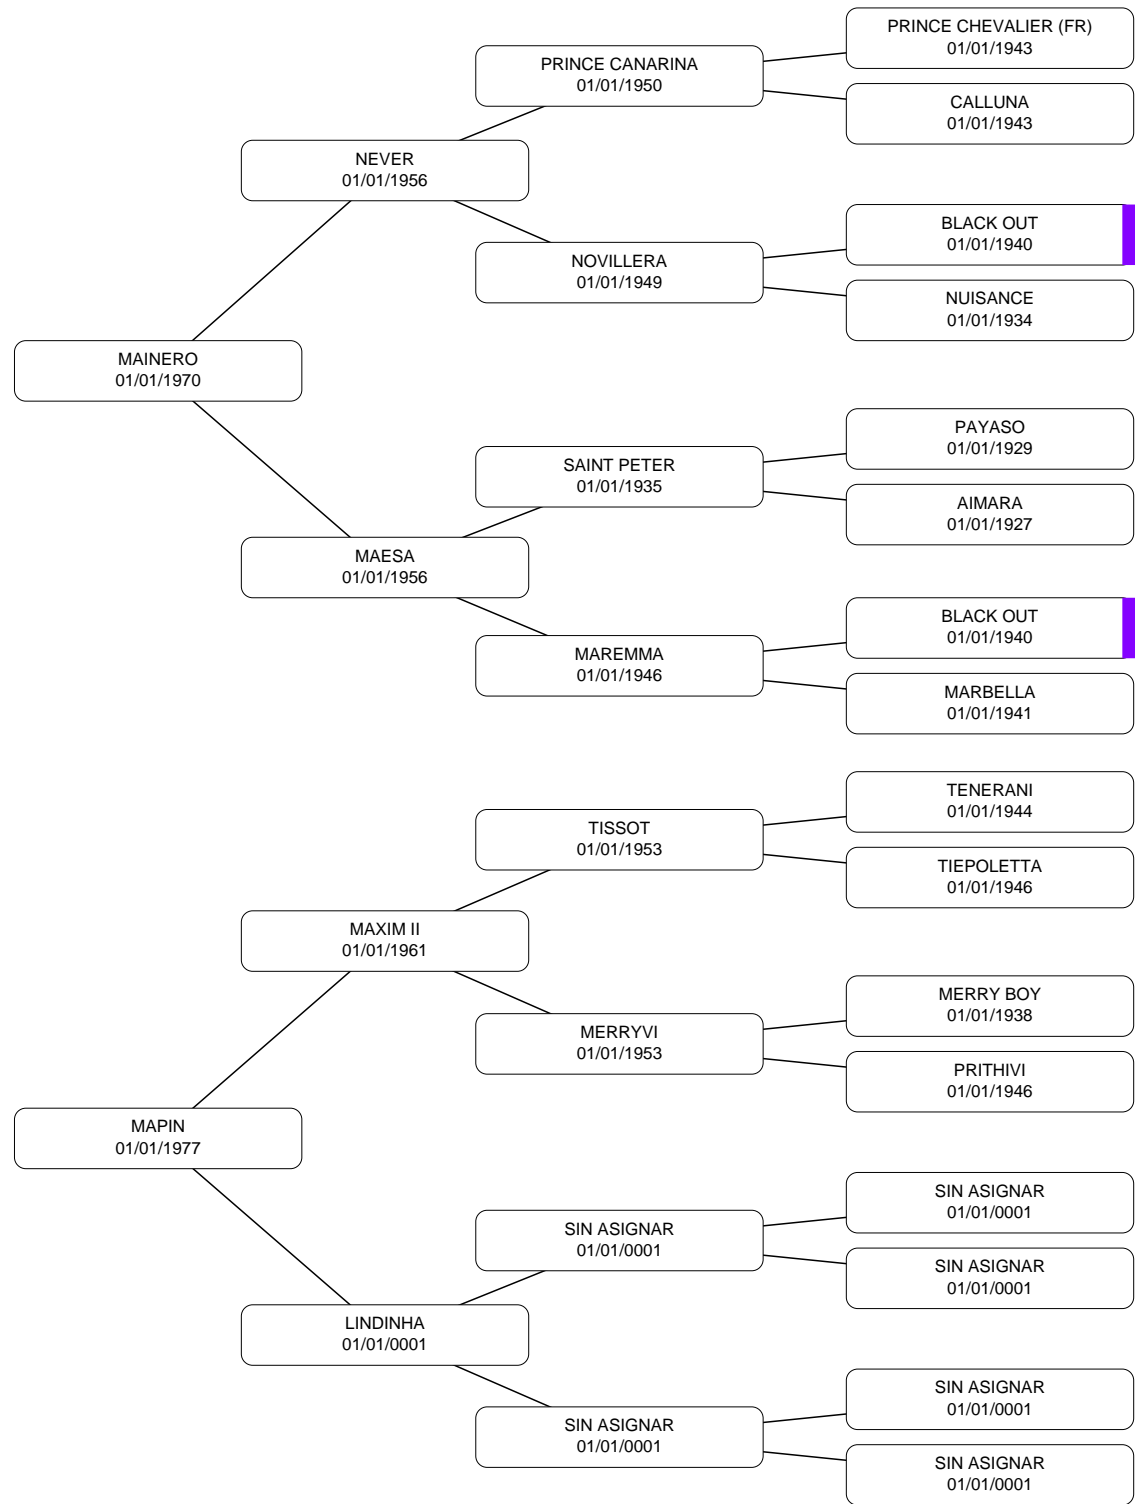 PRINCE CHEVALIER (FR)
01/01/1943
PRINCE CANARINA
01/01/1950
CALLUNA
01/01/1943
NEVER
01/01/1956
BLACK OUT
01/01/1940
NOVILLERA
01/01/1949
NUISANCE
01/01/1934
MAINERO
01/01/1970
PAYASO
01/01/1929
SAINT PETER
01/01/1935
AIMARA
01/01/1927
MAESA
01/01/1956
BLACK OUT
01/01/1940
MAREMMA
01/01/1946
MARBELLA
01/01/1941
TENERANI
01/01/1944
TISSOT
01/01/1953
TIEPOLETTA
01/01/1946
MAXIM II
01/01/1961
MERRY BOY
01/01/1938
MERRYVI
01/01/1953
PRITHIVI
01/01/1946
MAPIN
01/01/1977
SIN ASIGNAR
01/01/0001
SIN ASIGNAR
01/01/0001
SIN ASIGNAR
01/01/0001
LINDINHA
01/01/0001
SIN ASIGNAR
01/01/0001
SIN ASIGNAR
01/01/0001
SIN ASIGNAR
01/01/0001